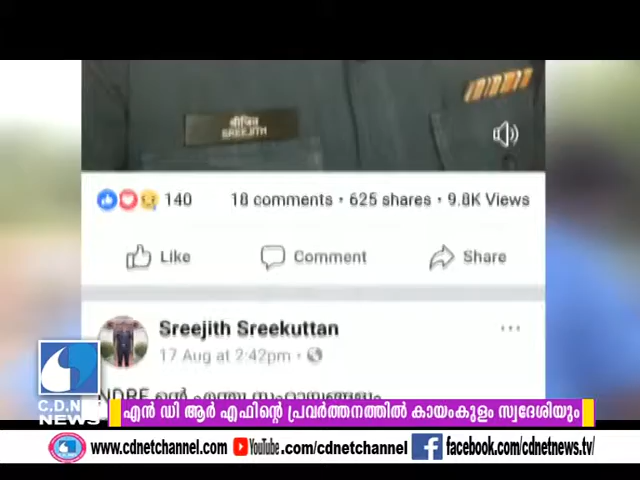 श्रीजित
SREEJITH
140 18 comments • 625 shares • 9.8K Views
Like Comment Share
Sreejith Sreekuttan
17 Aug at 2:42pm •
C.D.N
NEWS
എൻ ഡി ആർ എഫിന്റെ പ്രവർത്തനത്തിൽ കായംകുളം സ്വദേശിയും
www.cdnetchannel.com YouTube.com/cdnetchannel facebook.com/cdnetnews.tv/